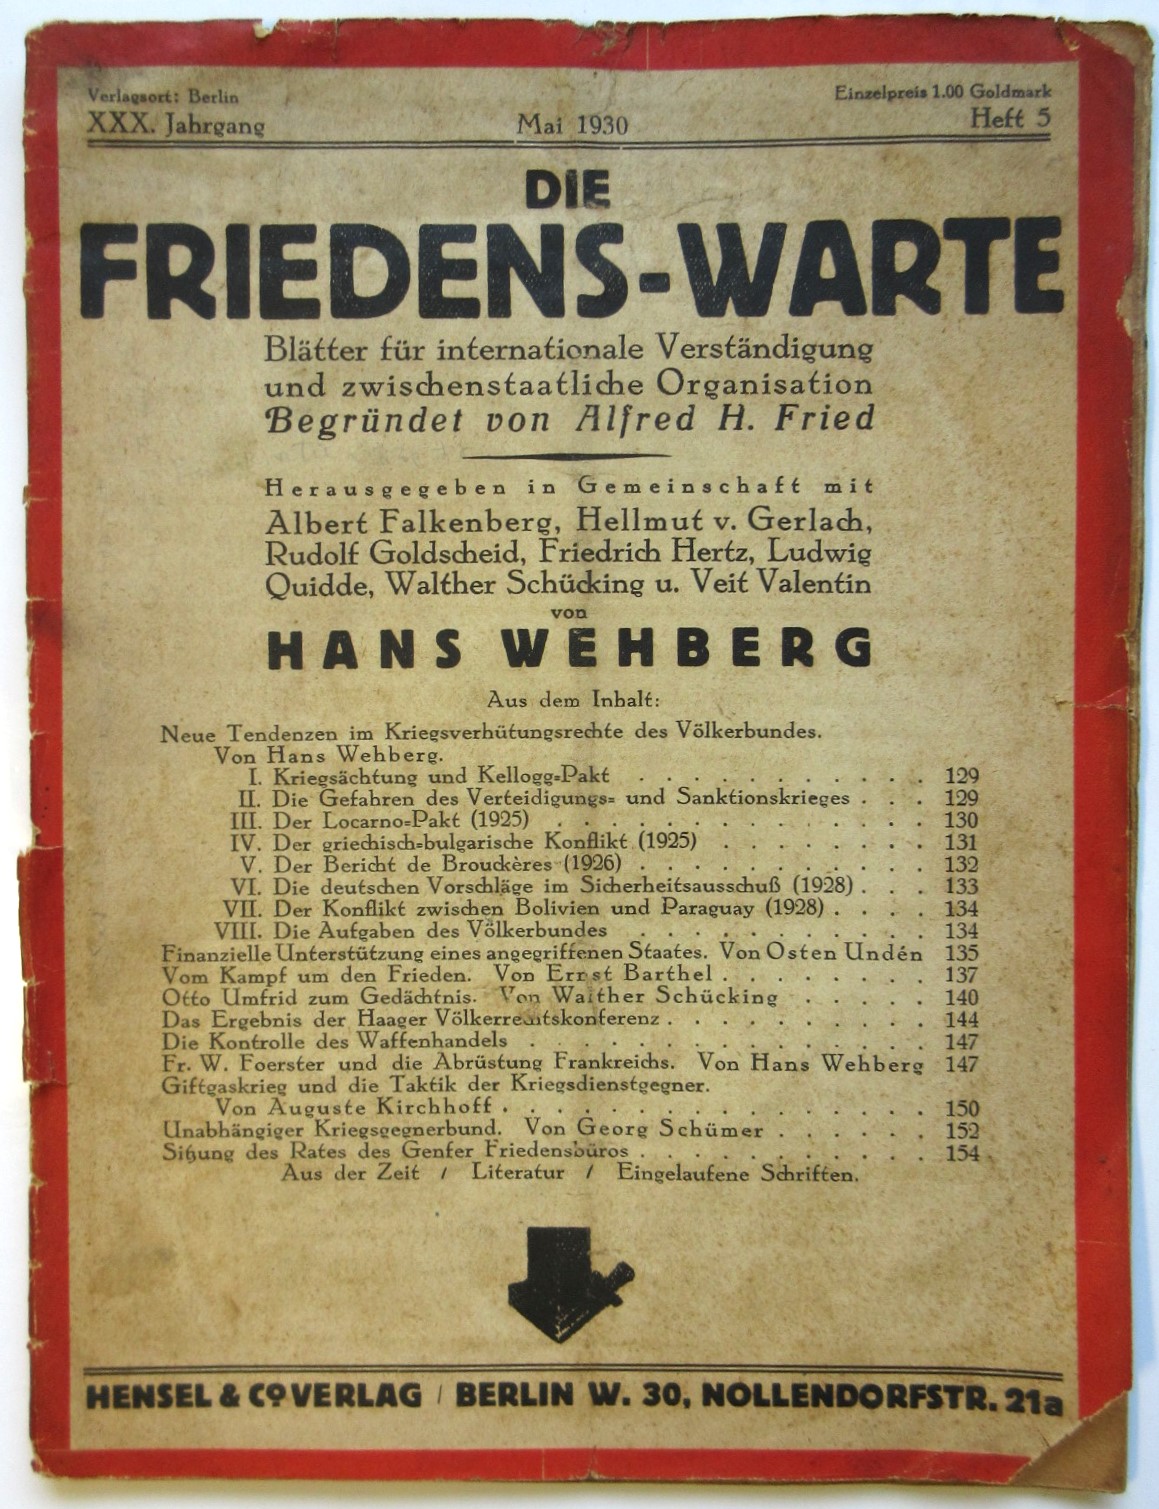 Verlagsort: Berlin
Einzelpreis 1.00 Goldmark
XXX. Jahrgang
Mai 1930
Heft 5
DIE
FRIEDENS-WARTE
Blätter für internationale Verständigung
und zwischenstaatliche Organisation
Begründet von Alfred H. Fried
Herausgegeben in Gemeinschaft mit
Albert Falkenberg, Hellmut v. Gerlach,
Rudolf Goldscheid, Friedrich Hertz, Ludwig
Quidde, Walther Schücking u. Veit Valentin
von
HANS WEHBERG
Aus dem Inhalt:
Neue Tendenzen im Kriegsverhütungsrechte des Völkerbundes.
Von Hans Wehberg.
I. Kriegsächtung und Kellogg=Pakt . . . . . . . . . . . . 129
II. Die Gefahren des Verteidigungs= und Sanktionskrieges . . . 129
III. Der Locarno=Pakt (1925) . . . . . . . . . . . . . . 130
IV. Der griechisch=bulgarische Konflikt (1925) . . . . . . . . 131
V. Der Bericht de Brouckères (1926) . . . . . . . . . . . 132
VI. Die deutschen Vorschläge im Sicherheitsausschuß (1928) . . . 133
VII. Der Konflikt zwischen Bolivien und Paraguay (1928) . . . . 134
VIII. Die Aufgaben des Völkerbundes . . . . . . . . . . . . 134
Finanzielle Unterstützung eines angegriffenen Staates. Von Osten Undén 135
Vom Kampf um den Frieden. Von Ernst Barthel . . . . . . . . 137
Otto Umfrid zum Gedächtnis. Von Walther Schücking . . . . . 140
Das Ergebnis der Haager Völkerrechtskonferenz . . . . . . . . . . 144
Die Kontrolle des Waffenhandels . . . . . . . . . . . . . . . 147
Fr. W. Foerster und die Abrüstung Frankreichs. Von Hans Wehberg 147
Giftgaskrieg und die Taktik der Kriegsdienstgegner.
Von Auguste Kirchhoff . . . . . . . . . . . . . . . . 150
Unabhängiger Kriegsgegnerbund. Von Georg Schümer . . . . . . 152
Sitzung des Rates des Genfer Friedensbüros . . . . . . . . . . . 154
Aus der Zeit / Literatur / Eingelaufene Schriften.
HENSEL & Co VERLAG / BERLIN W. 30, NOLLENDORFSTR. 21a